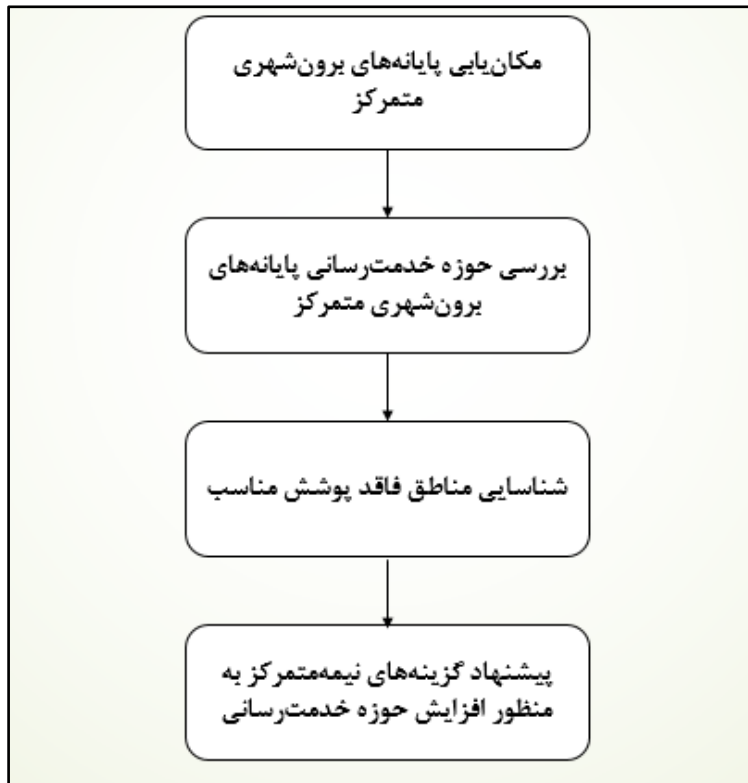 مکان‌یابی پایانه‌های برون‌شهری
متمرکز
بررسی حوزه خدمت‌رسانی پایانه‌های
برون‌شهری متمرکز
شناسایی مناطق فاقد پوشش مناسب
پیشنهاد گزینه‌های نیمه‌متمرکز به
منظور افزایش حوزه خدمت‌رسانی